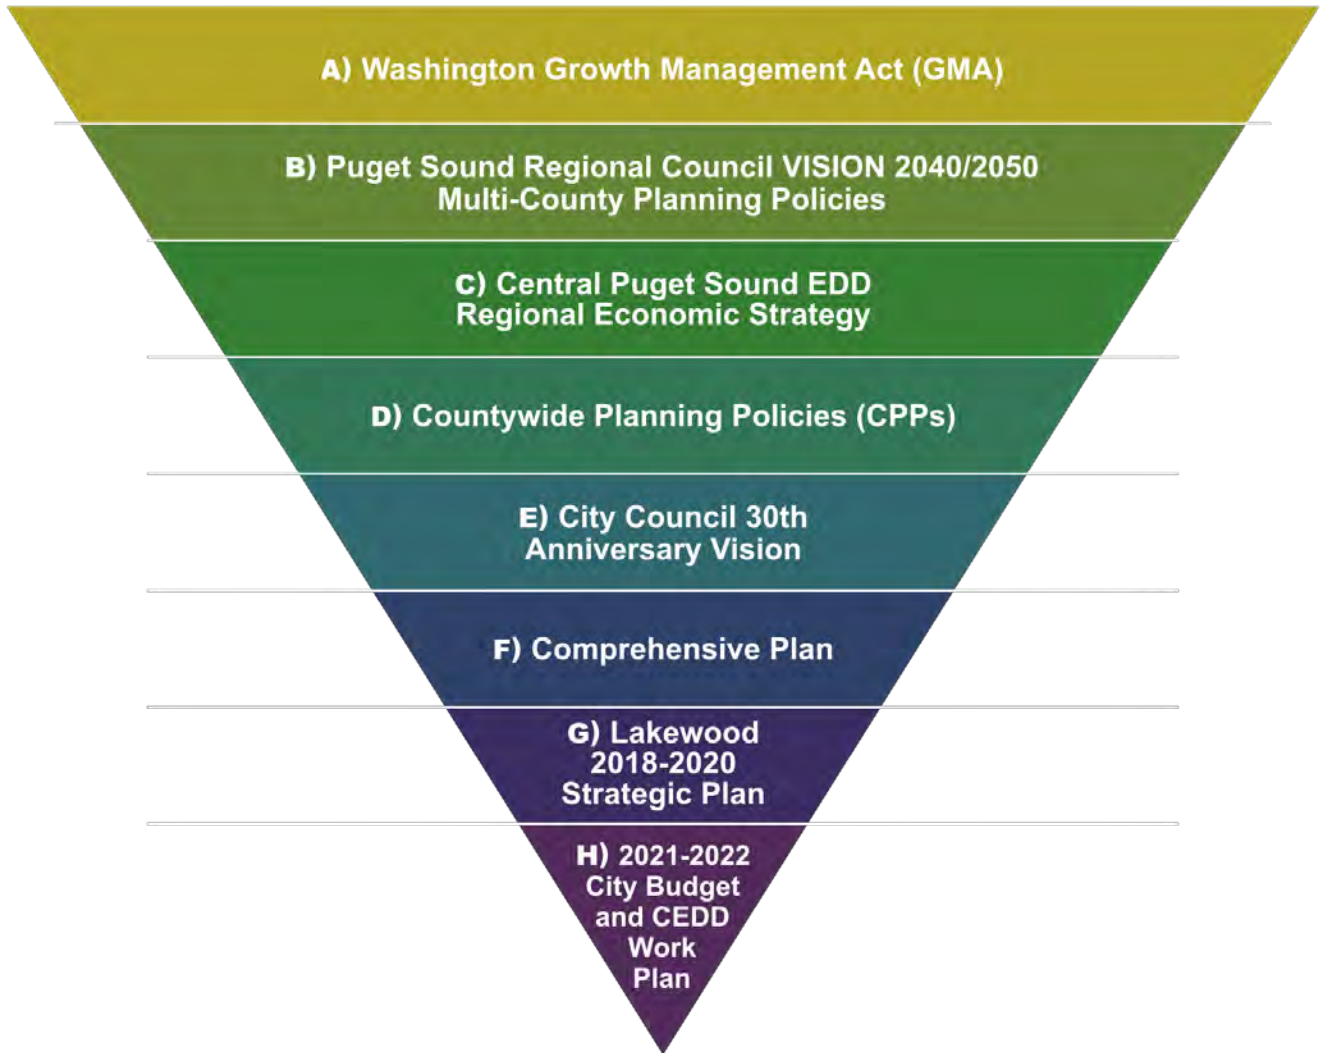 A) Washington Growth Management Act (GMA)
B) Puget Sound Regional Council VISION 2040/2050
Multi-County Planning Policies
C) Central Puget Sound EDD
Regional Economic Strategy
D) Countywide Planning Policies (CPPs)
E) City Council 30th
Anniversary Vision
F) Comprehensive Plan
G) Lakewood
2018-2020
Strategic Plan
H) 2021-2022
City Budget
and CEDD
Work
Plan